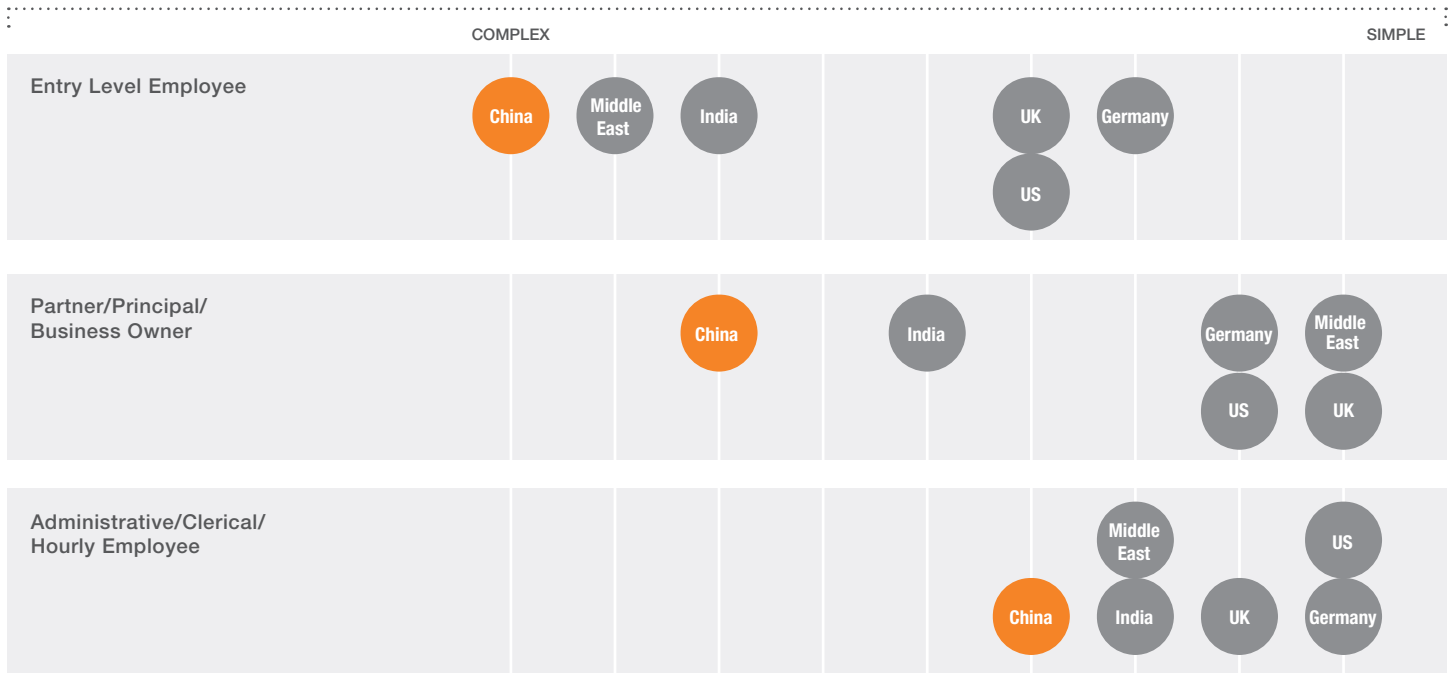 COMPLEX
SIMPLE
Entry Level Employee
China
Middle
East
India
UK
Germany
US
Partner/Principal/
Business Owner
China
India
Germany
Middle
East
US
UK
Administrative/Clerical/
Hourly Employee
Middle
East
US
China
India
UK
Germany